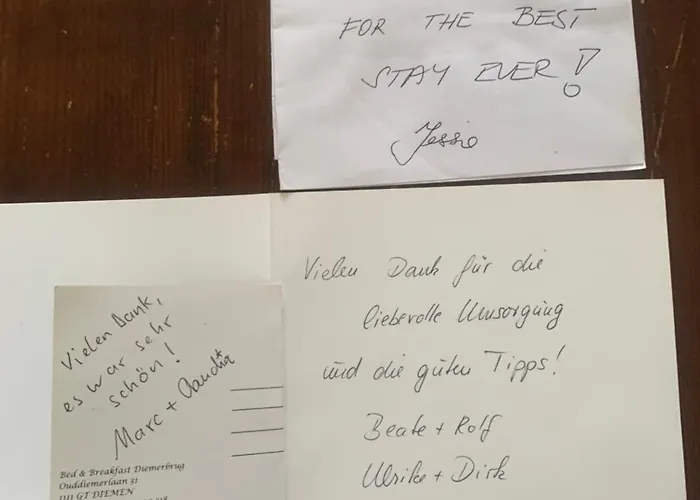 FOR THE BEST
STAY EVER!
Jessie
Vielen Dank für die
liebevolle Umsorgung
und die guten Tipps!
Beate + Rolf
Ulrike + Dirk
Vielen Dank,
es war sehr
schön!
Marc + Claudia
Bed & Breakfast Diemerbrug
Ouddiemerlaan 31
1111 GT DIEMEN